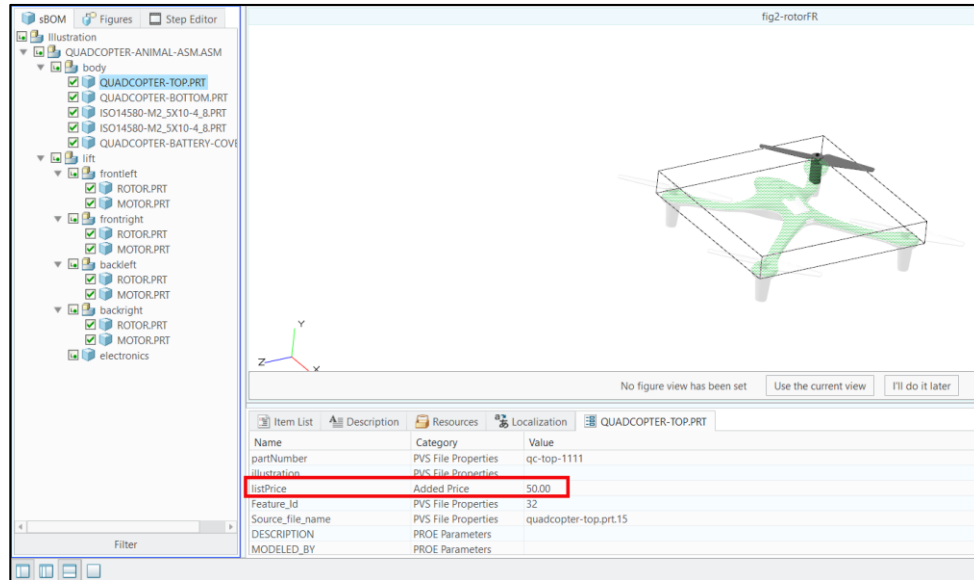 sBOM Figures Step Editor
Illustration
QUADCOPTER-ANIMAL-ASM.ASM
body
QUADCOPTER-TOP.PRT
QUADCOPTER-BOTTOM.PRT
ISO14580-M2_5X10-4_8.PRT
ISO14580-M2_5X10-4_8.PRT
QUADCOPTER-BATTERY-COVE
lift
frontleft
ROTOR.PRT
MOTOR.PRT
frontright
ROTOR.PRT
MOTOR.PRT
backleft
ROTOR.PRT
MOTOR.PRT
backright
ROTOR.PRT
MOTOR.PRT
electronics
Filter
fig2-rotorFR
Y
Z
X
No figure view has been set Use the current view I'll do it later
Item List Description Resources Localization QUADCOPTER-TOP.PRT
Name Category Value
partNumber PVS File Properties qc-top-1111
illustration PVS File Properties
listPrice Added Price 50.00
Feature_Id PVS File Properties 32
Source_file_name PVS File Properties quadcopter-top.prt.15
DESCRIPTION PROE Parameters
MODELED_BY PROE Parameters